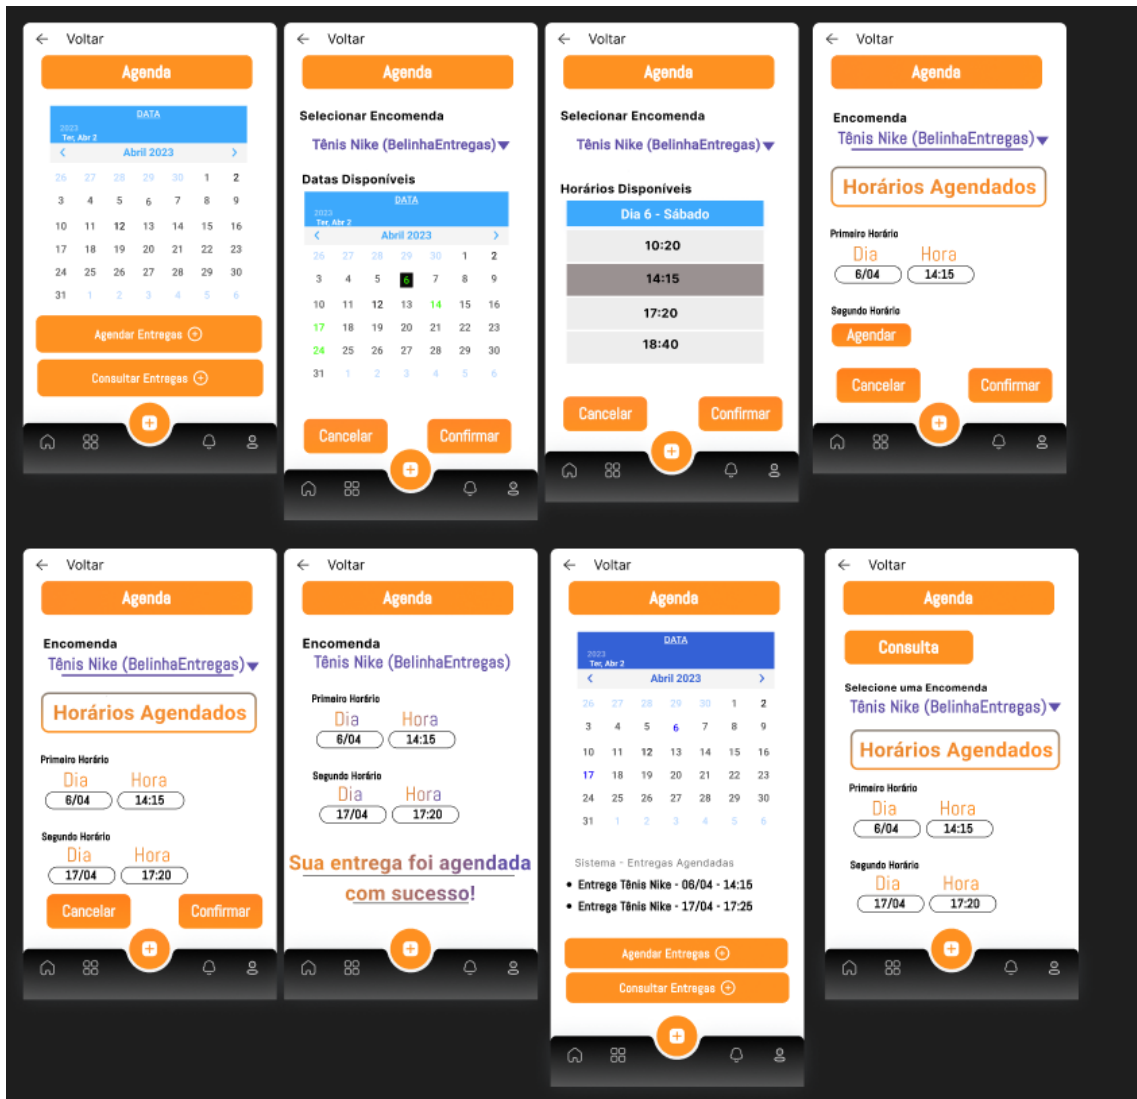 Voltar
Agenda
DATA
2023
Ter, Abr 2
Abril 2023
26 27 28 29 30 1 2
3 4 5 6 7 8 9
10 11 12 13 14 15 16
17 18 19 20 21 22 23
24 25 26 27 28 29 30
31 1 2 3 4 5 6
Agendar Entregas
Consultar Entregas
Voltar
Agenda
Selecionar Encomenda
Tênis Nike (BelinhaEntregas)
Datas Disponíveis
DATA
2023
Ter, Abr 2
Abril 2023
26 27 28 29 30 1 2
3 4 5 6 7 8 9
10 11 12 13 14 15 16
17 18 19 20 21 22 23
24 25 26 27 28 29 30
31 1 2 3 4 5 6
Cancelar Confirmar
Voltar
Agenda
Selecionar Encomenda
Tênis Nike (BelinhaEntregas)
Horários Disponíveis
Dia 6 - Sábado
10:20
14:15
17:20
18:40
Cancelar Confirmar
Voltar
Agenda
Encomenda
Tênis Nike (BelinhaEntregas)
Horários Agendados
Primeiro Horário
Dia Hora
6/04 14:15
Segundo Horário
Agendar
Cancelar Confirmar
Voltar
Agenda
Encomenda
Tênis Nike (BelinhaEntregas)
Horários Agendados
Primeiro Horário
Dia Hora
6/04 14:15
Segundo Horário
Dia Hora
17/04 17:20
Cancelar Confirmar
Voltar
Agenda
Encomenda
Tênis Nike (BelinhaEntregas)
Primeiro Horário
Dia Hora
6/04 14:15
Segundo Horário
Dia Hora
17/04 17:20
Sua entrega foi agendada
com sucesso!
Voltar
Agenda
DATA
2023
Ter, Abr 2
Abril 2023
26 27 28 29 30 1 2
3 4 5 6 7 8 9
10 11 12 13 14 15 16
17 18 19 20 21 22 23
24 25 26 27 28 29 30
31 1 2 3 4 5 6
Sistema - Entregas Agendadas
• Entrega Tênis Nike - 06/04 - 14:15
• Entrega Tênis Nike - 17/04 - 17:25
Agendar Entregas
Consultar Entregas
Voltar
Agenda
Consulta
Selecione uma Encomenda
Tênis Nike (BelinhaEntregas)
Horários Agendados
Primeiro Horário
Dia Hora
6/04 14:15
Segundo Horário
Dia Hora
17/04 17:20